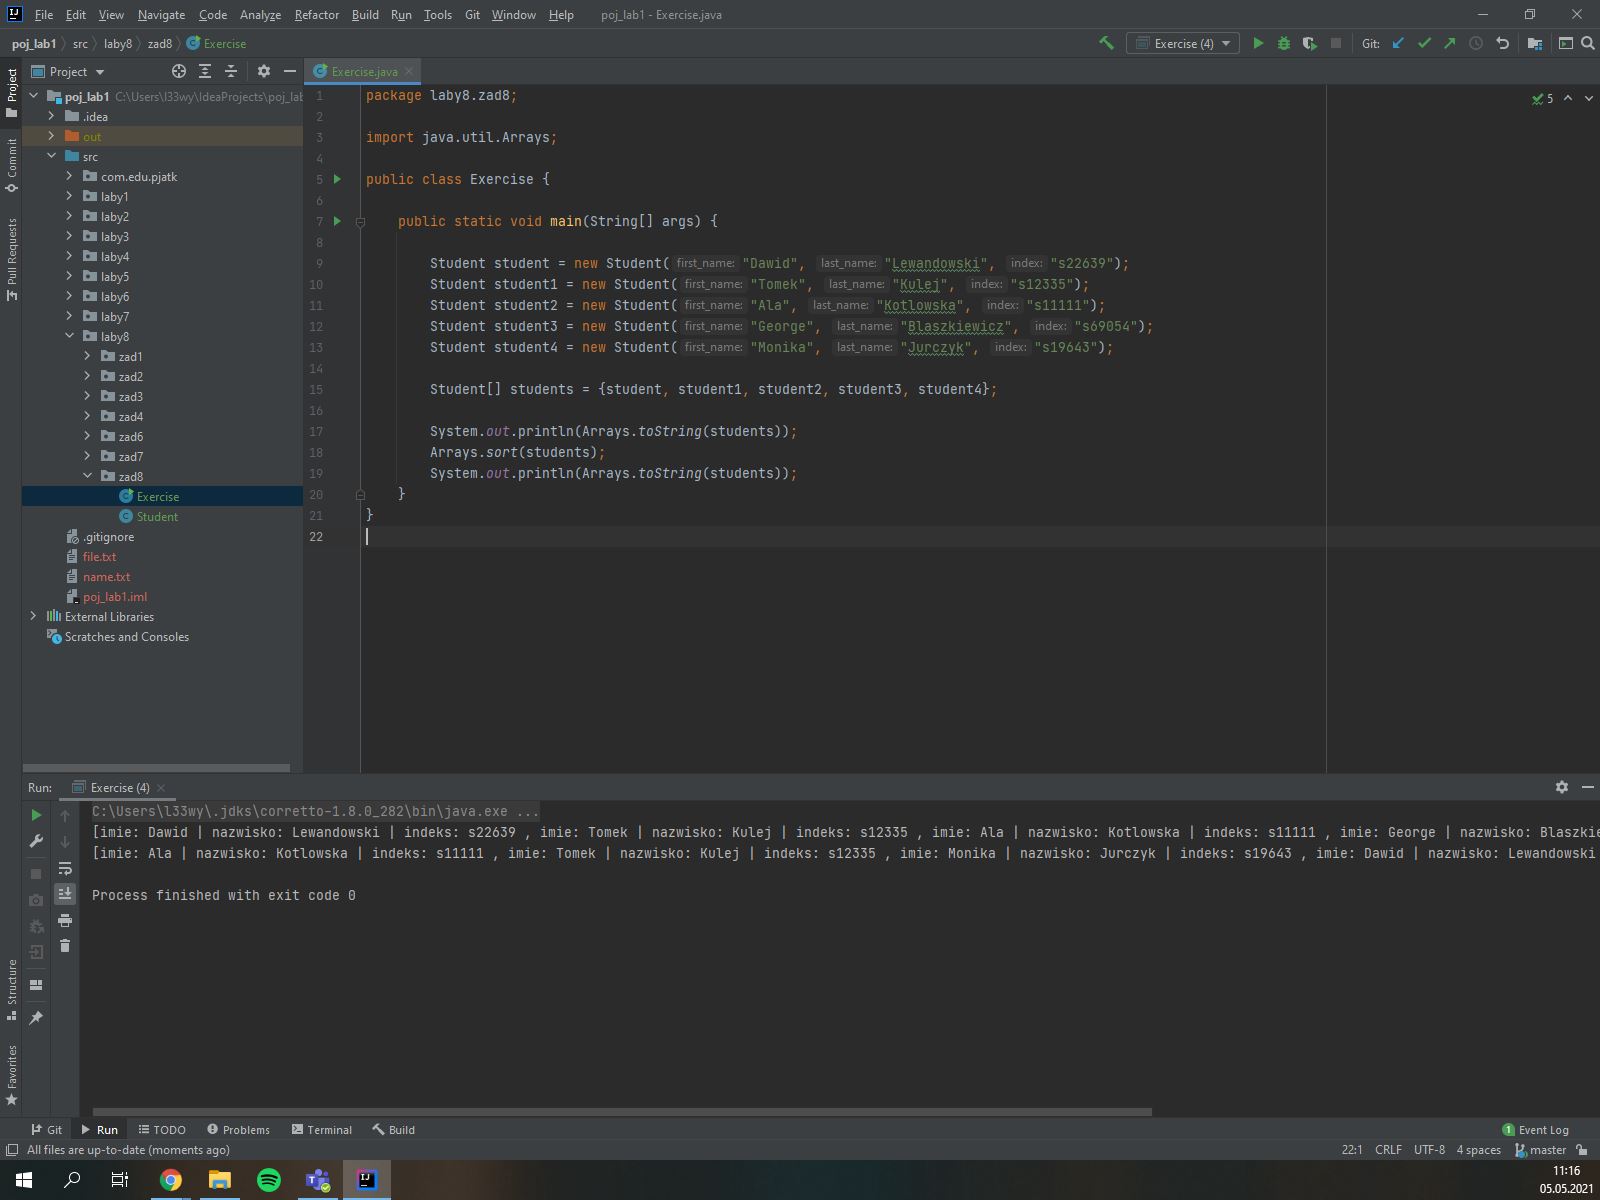 File Edit View Navigate Code Analyze Refactor Build Run Tools Git Window Help poj_lab1 - Exercise.java
poj_lab1 src laby8 zad8 Exercise
Exercise (4) Git:
Project
Exercise.java
5
poj_lab1 C:\Users\l33wy\IdeaProjects\poj_lab
.idea
out
src
com.edu.pjatk
laby1
laby2
laby3
laby4
laby5
laby6
laby7
laby8
zad1
zad2
zad3
zad4
zad6
zad7
zad8
Exercise
Student
.gitignore
file.txt
name.txt
poj_lab1.iml
External Libraries
Scratches and Consoles
Project
Commit
Pull Requests
Structure
Favorites
1 package laby8.zad8;
2
3 import java.util.Arrays;
4
5 public class Exercise {
6
7 public static void main(String[] args) {
8
9 Student student = new Student( first_name: "Dawid", last_name: "Lewandowski", index: "s22639");
10 Student student1 = new Student( first_name: "Tomek", last_name: "Kulej", index: "s12335");
11 Student student2 = new Student( first_name: "Ala", last_name: "Kotlowska", index: "s11111");
12 Student student3 = new Student( first_name: "George", last_name: "Blaszkiewicz", index: "s69054");
13 Student student4 = new Student( first_name: "Monika", last_name: "Jurczyk", index: "s19643");
14
15 Student[] students = {student, student1, student2, student3, student4};
16
17 System.out.println(Arrays.toString(students));
18 Arrays.sort(students);
19 System.out.println(Arrays.toString(students));
20 }
21 }
22
Run: Exercise (4)
C:\Users\l33wy\.jdks\corretto-1.8.0_282\bin\java.exe ...
[imie: Dawid | nazwisko: Lewandowski | indeks: s22639 , imie: Tomek | nazwisko: Kulej | indeks: s12335 , imie: Ala | nazwisko: Kotlowska | indeks: s11111 , imie: George | nazwisko: Blaszkie
[imie: Ala | nazwisko: Kotlowska | indeks: s11111 , imie: Tomek | nazwisko: Kulej | indeks: s12335 , imie: Monika | nazwisko: Jurczyk | indeks: s19643 , imie: Dawid | nazwisko: Lewandowski
Process finished with exit code 0
Git Run TODO Problems Terminal Build 1 Event Log
All files are up-to-date (moments ago) 22:1 CRLF UTF-8 4 spaces master
11:16
05.05.2021